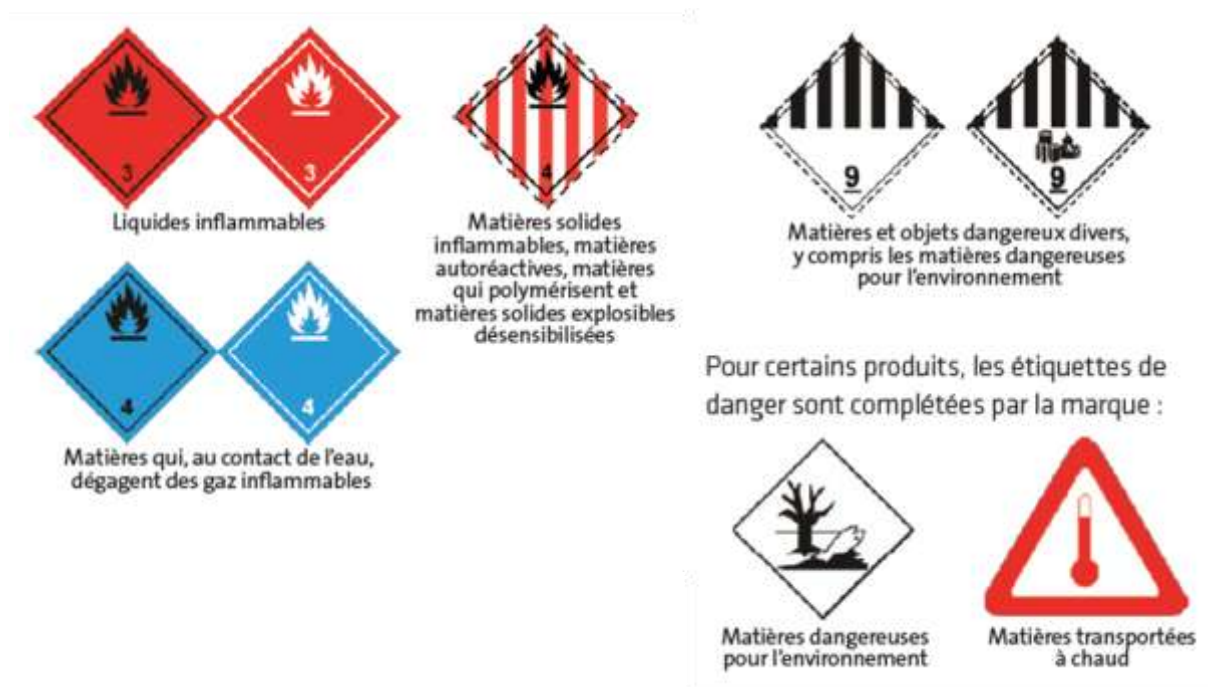 3
3
Liquides inflammables
4
Matières solides
inflammables, matières
autoréactives, matières
qui polymérisent et
matières solides explosibles
désensibilisées
4
4
Matières qui, au contact de l'eau,
dégagent des gaz inflammables
9
9
Matières et objets dangereux divers,
y compris les matières dangereuses
pour l'environnement
Pour certains produits, les étiquettes de
danger sont complétées par la marque :
Matières dangereuses
pour l'environnement
Matières transportées
à chaud